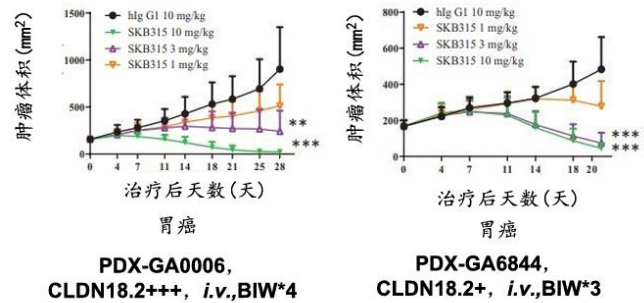 肿瘤体积(mm²)
1500
1000
500
0
hIg G1 10 mg/kg
SKB315 10 mg/kg
SKB315 3 mg/kg
SKB315 1 mg/kg
**
***
0 4 7 11 14 18 21 25 28
治疗后天数(天)
胃癌
PDX-GA0006,
CLDN18.2+++, i.v.,BIW*4
肿瘤体积(mm²)
800
600
400
200
0
hIg G1 10 mg/kg
SKB315 1 mg/kg
SKB315 3 mg/kg
SKB315 10 mg/kg
***
***
0 4 7 11 14 18 20
治疗后天数(天)
胃癌
PDX-GA6844,
CLDN18.2+, i.v.,BIW*3